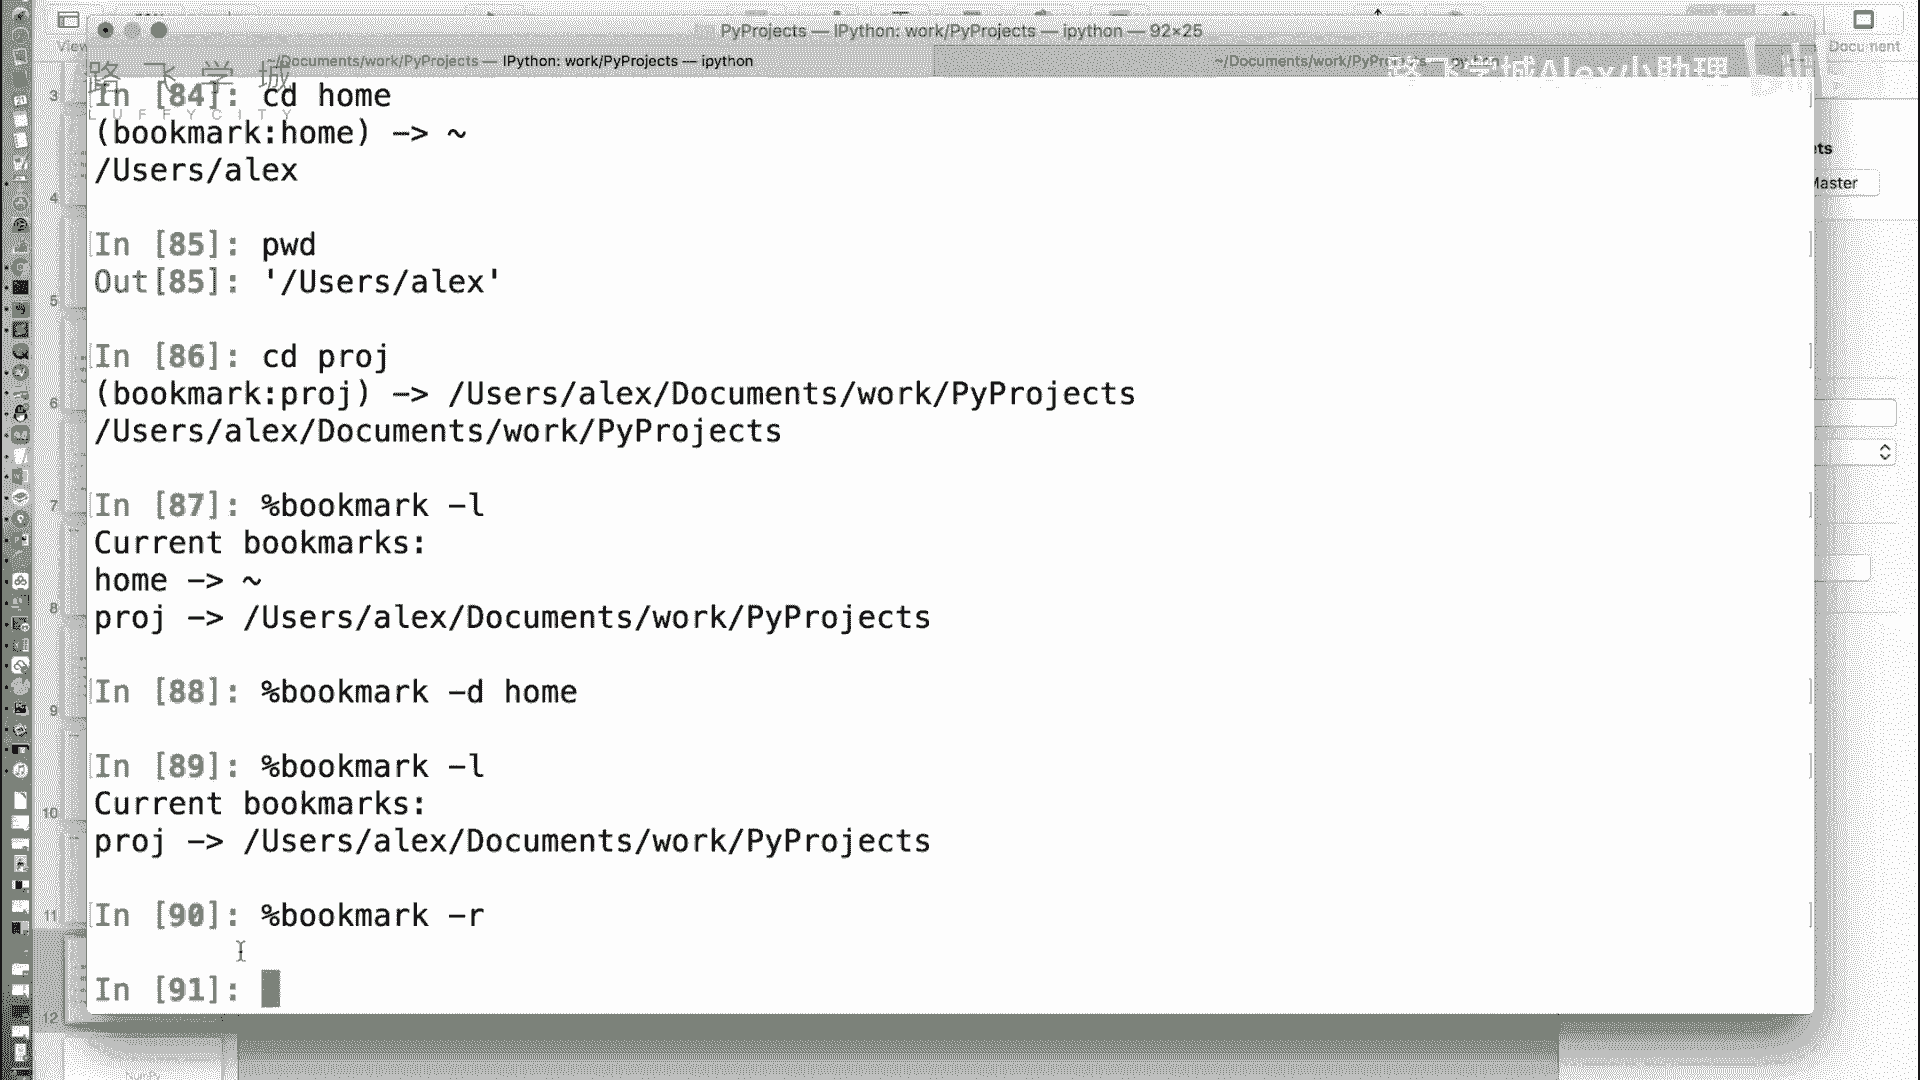 PyProjects — IPython: work/PyProjects — ipython — 92×25
~/Documents/work/PyProjects — IPython: work/PyProjects — ipython
路飞学城
LUFFYCITY
路飞学城Alex小助理
View
Document
Master
In [84]: cd home
(bookmark:home) -> ~
/Users/alex
In [85]: pwd
Out[85]: '/Users/alex'
In [86]: cd proj
(bookmark:proj) -> /Users/alex/Documents/work/PyProjects
/Users/alex/Documents/work/PyProjects
In [87]: %bookmark -l
Current bookmarks:
home -> ~
proj -> /Users/alex/Documents/work/PyProjects
In [88]: %bookmark -d home
In [89]: %bookmark -l
Current bookmarks:
proj -> /Users/alex/Documents/work/PyProjects
In [90]: %bookmark -r
In [91]:
3
4
5
6
7
8
9
10
11
12